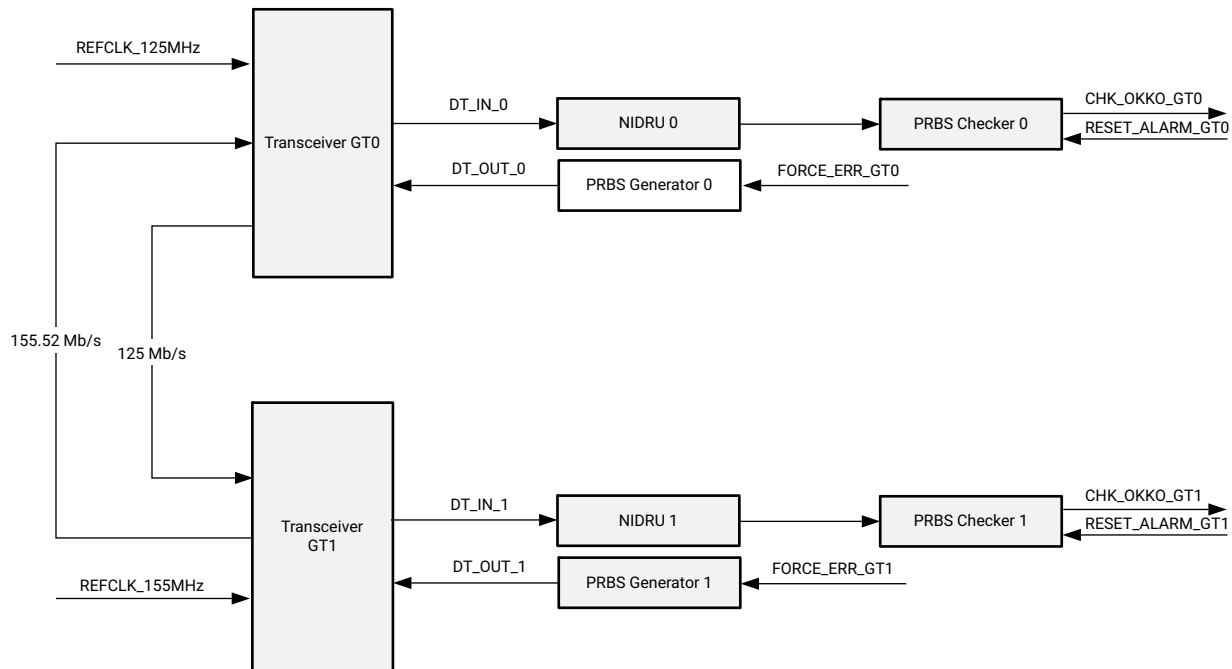 REFCLK_125MHz
Transceiver GT0
DT_IN_0
NIDRU 0
PRBS Checker 0
CHK_OKKO_GT0
RESET_ALARM_GT0
DT_OUT_0
PRBS Generator 0
FORCE_ERR_GT0
155.52 Mb/s
125 Mb/s
Transceiver
GT1
DT_IN_1
NIDRU 1
PRBS Checker 1
CHK_OKKO_GT1
RESET_ALARM_GT1
DT_OUT_1
PRBS Generator 1
FORCE_ERR_GT1
REFCLK_155MHz